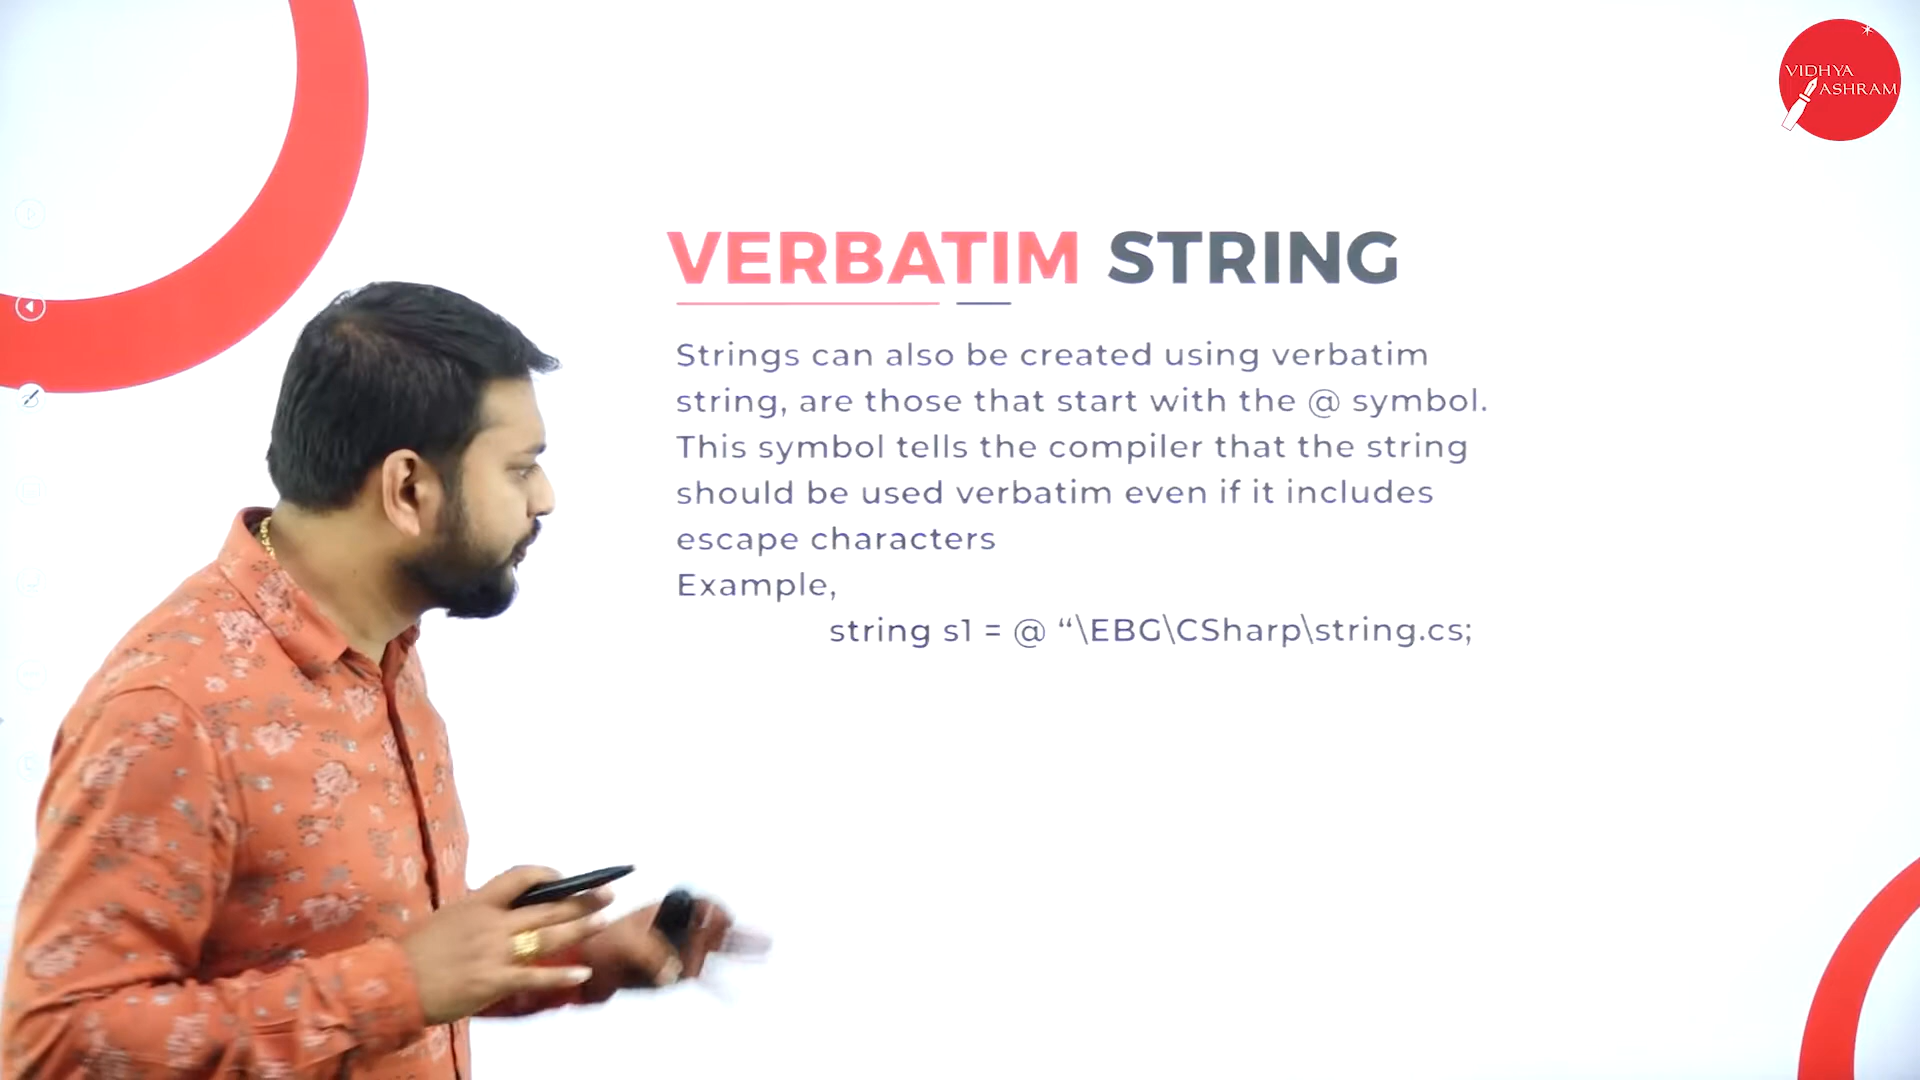 VIDHYA
ASHRAM
VERBATIM STRING
Strings can also be created using verbatim
string, are those that start with the @ symbol.
This symbol tells the compiler that the string
should be used verbatim even if it includes
escape characters
Example,
string s1 = @ “\EBG\CSharp\string.cs;